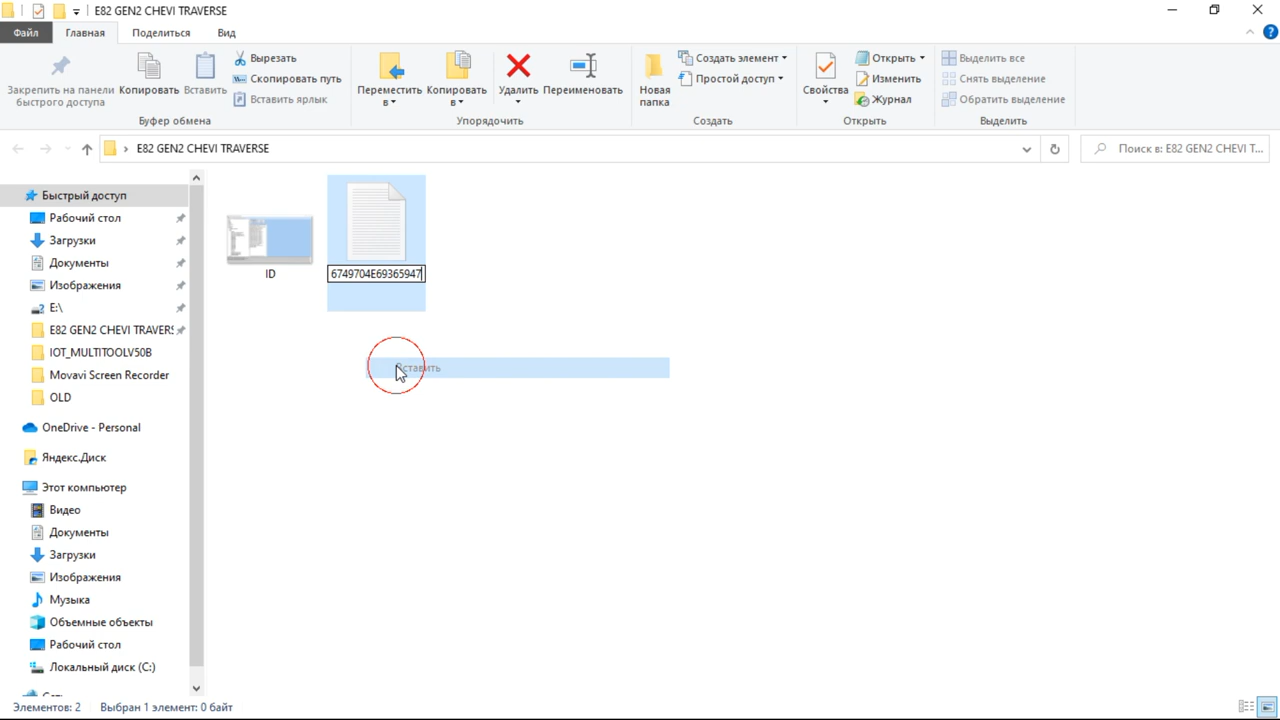 E82 GEN2 CHEVI TRAVERSE
Файл Главная Поделиться Вид
Закрепить на панели быстрого доступа
Копировать
Вставить
Вырезать
Скопировать путь
Вставить ярлык
Буфер обмена
Переместить в
Копировать в
Удалить
Переименовать
Упорядочить
Новая папка
Создать элемент
Простой доступ
Создать
Свойства
Открыть
Изменить
Журнал
Открыть
Выделить все
Снять выделение
Обратить выделение
Выделить
E82 GEN2 CHEVI TRAVERSE
Поиск в: E82 GEN2 CHEVI T...
Быстрый доступ
Рабочий стол
Загрузки
Документы
Изображения
E:\
E82 GEN2 CHEVI TRAVERS
IOT_MULTITOOLV50B
Movavi Screen Recorder
OLD
OneDrive - Personal
Яндекс.Диск
Этот компьютер
Видео
Документы
Загрузки
Изображения
Музыка
Объемные объекты
Рабочий стол
Локальный диск (C:)
ID
6749704E69365947
Вставить
Элементов: 2 Выбран 1 элемент: 0 байт